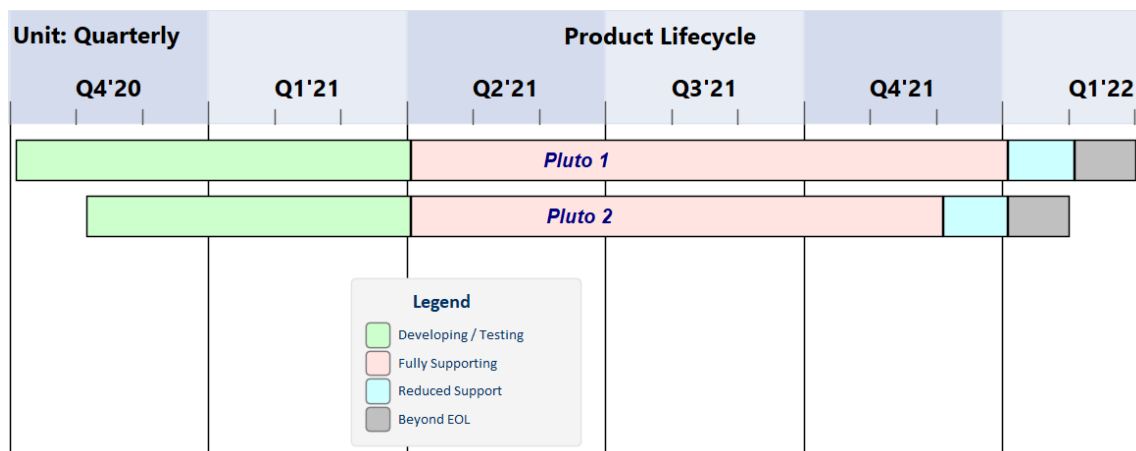 Unit: Quarterly Product Lifecycle
Q4'20 Q1'21 Q2'21 Q3'21 Q4'21 Q1'22
Pluto 1
Pluto 2
Legend
Developing / Testing
Fully Supporting
Reduced Support
Beyond EOL